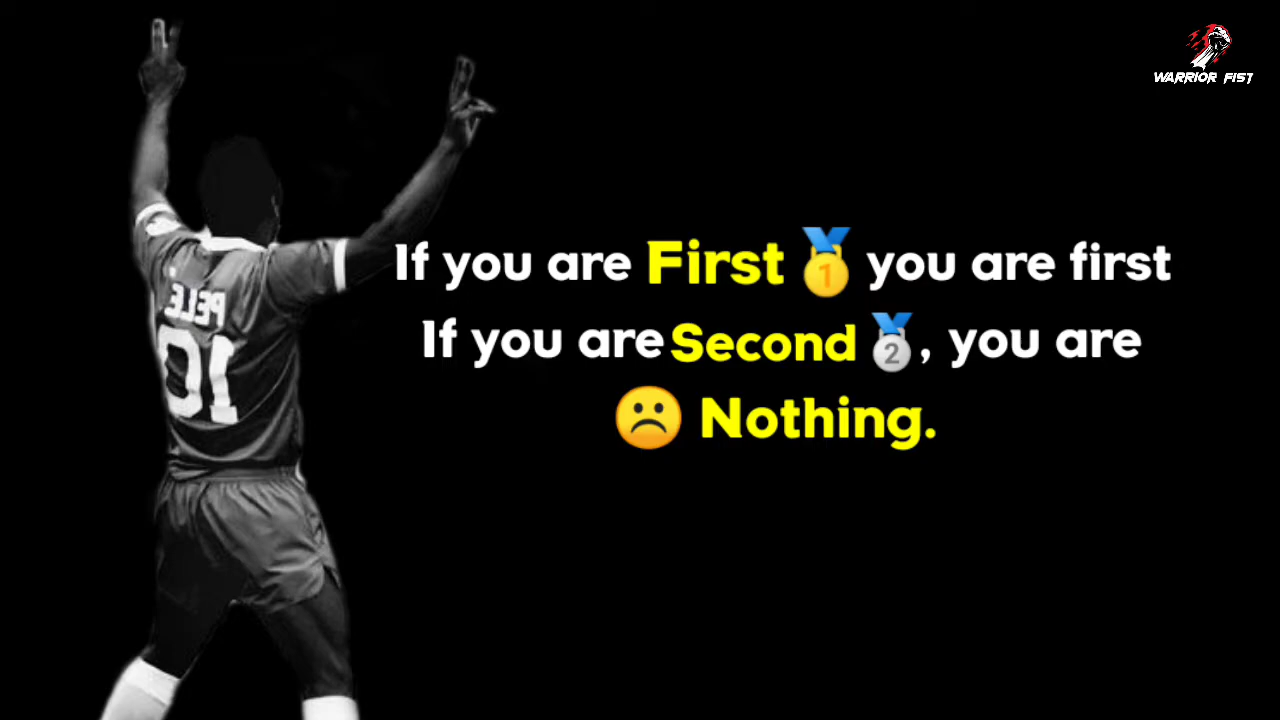 WARRIOR FIST
If you are First 🥇 you are first
If you are Second 🥈, you are
☹️ Nothing.
PELE
10